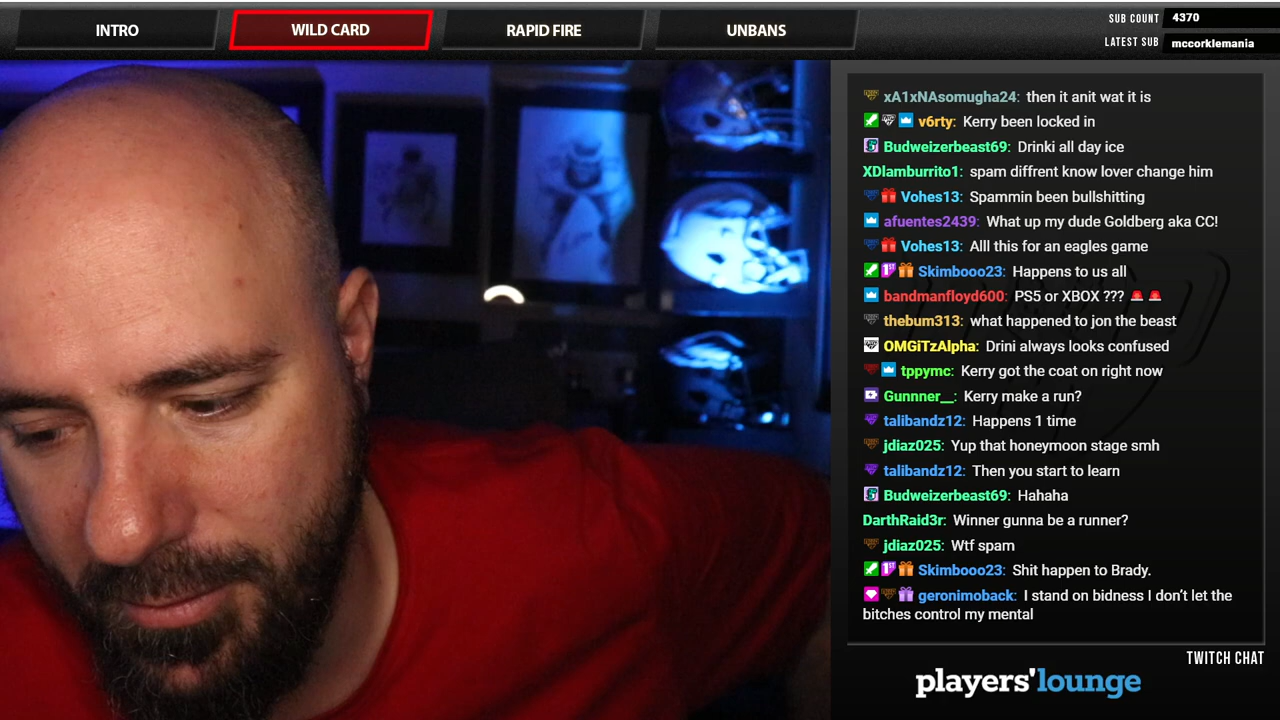 INTRO
WILD CARD
RAPID FIRE
UNBANS
SUB COUNT 4370
LATEST SUB mccorklemania
xA1xNAsomugha24: then it anit wat it is
v6rty: Kerry been locked in
Budweizerbeast69: Drinki all day ice
XDIamburrito1: spam diffrent know lover change him
Vohes13: Spammin been bullshitting
afuentes2439: What up my dude Goldberg aka CC!
Vohes13: Alll this for an eagles game
Skimbooo23: Happens to us all
bandmanfloyd600: PS5 or XBOX ??? 🚨 🚨
thebum313: what happened to jon the beast
OMGiTzAlpha: Drini always looks confused
tppymc: Kerry got the coat on right now
Gunnner__: Kerry make a run?
talibandz12: Happens 1 time
jdiaz025: Yup that honeymoon stage smh
talibandz12: Then you start to learn
Budweizerbeast69: Hahaha
DarthRaid3r: Winner gunna be a runner?
jdiaz025: Wtf spam
Skimbooo23: Shit happen to Brady.
geronimoback: I stand on bidness I don't let the
bitches control my mental
TWITCH CHAT
players'lounge